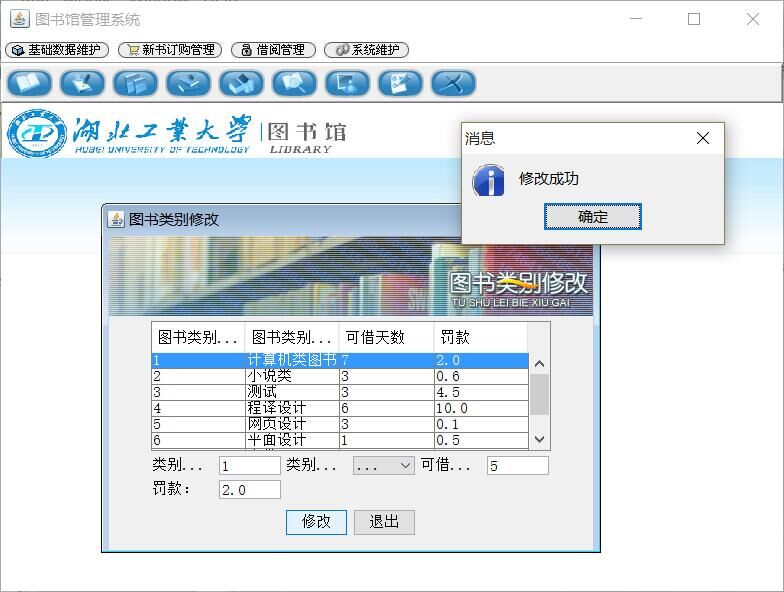 图书馆管理系统
基础数据维护 新书订购管理 借阅管理 系统维护
湖北工业大学 图书馆
HUBEI UNIVERSITY OF TECHNOLOGY LIBRARY
消息
修改成功
确定
图书类别修改
图书类别修改
TU SHU LEI BIE XIU GAI
图书类别... 图书类别... 可借天数 罚款
1 计算机类图书 7 2.0
2 小说类 3 0.6
3 测试 3 4.5
4 程译设计 6 10.0
5 网页设计 3 0.1
6 平面设计 1 0.5
类别... 1 类别... ... 可借... 5
罚款： 2.0
修改 退出